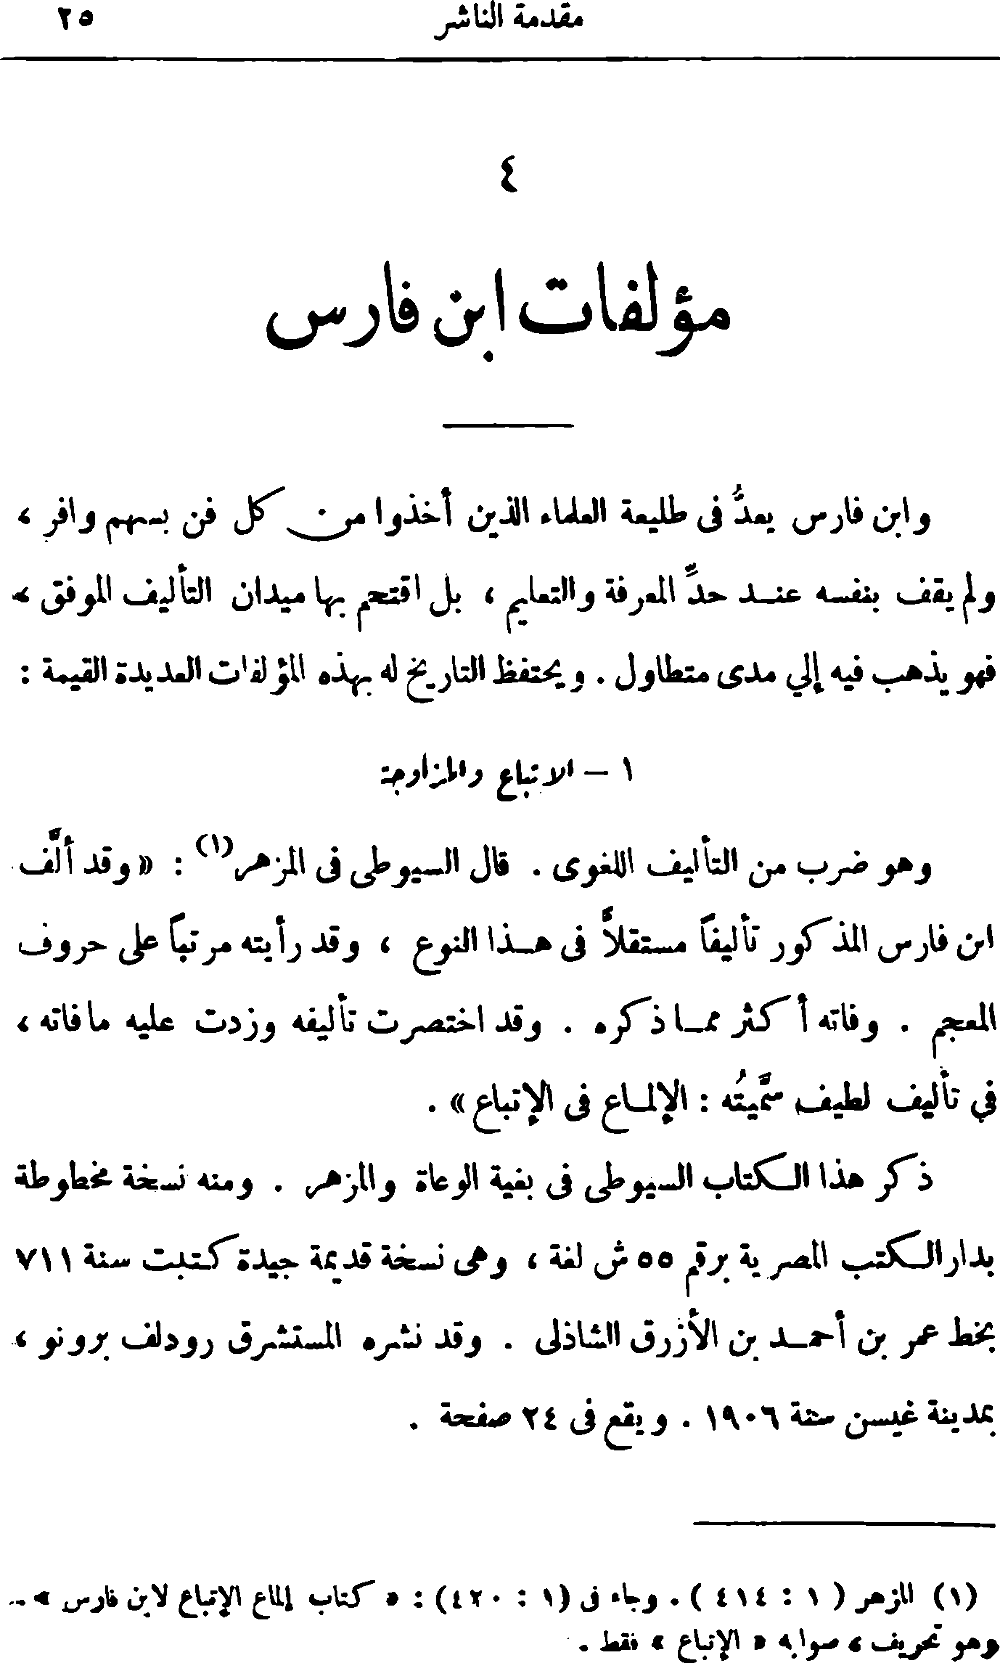 مقدمة الناشر ٢٥
٤
مؤلفات ابن فارس
وابن فارس يعدُّ فى طليعة العلماء الذين أخذوا من كل فن بسهم وافر ،
ولم يقف بنفسه عند حدِّ المعرفة والتعليم ، بل اقتحم بها ميدان التأليف الموفق ،
فهو يذهب فيه إلي مدى متطاول . ويحتفظ التاريخ له بهذه المؤلفات العديدة القيمة :
١ – الاتباع والمزاوجة
وهو ضرب من التأليف اللغوى . قال السيوطى فى المزهر(١) : «وقد ألَّف
ابن فارس المذكور تأليفاً مستقلاًّ فى هذا النوع ، وقد رأيته مرتباً على حروف
المعجم . وفاته أكثر مما ذكره . وقد اختصرت تأليفه وزدت عليه مافاته ،
في تأليف لطيف سمَّيتُه : الإلماع فى الإتباع» .
ذكر هذا الكتاب السيوطى فى بغية الوعاة والمزهر . ومنه نسخة مخطوطة
بدار الكتب المصرية برقم ٥٥ ش لغة ، وهى نسخة قديمة جيدة كتبت سنة ٧١١
بخط عمر بن أحمد بن الأزرق الشاذلى . وقد نشره المستشرق رودلف برونو ،
بمدينة غيسن سنة ١٩٠٦ . ويقع فى ٢٤ صفحة .
(١) المزهر ( ١ : ٤١٤ ) . وجاء فى (١ : ٤٢٠) : « كتاب إلماع الإتباع لابن فارس » .
وهو تحريف ، صوابه « الإتباع » فقط .